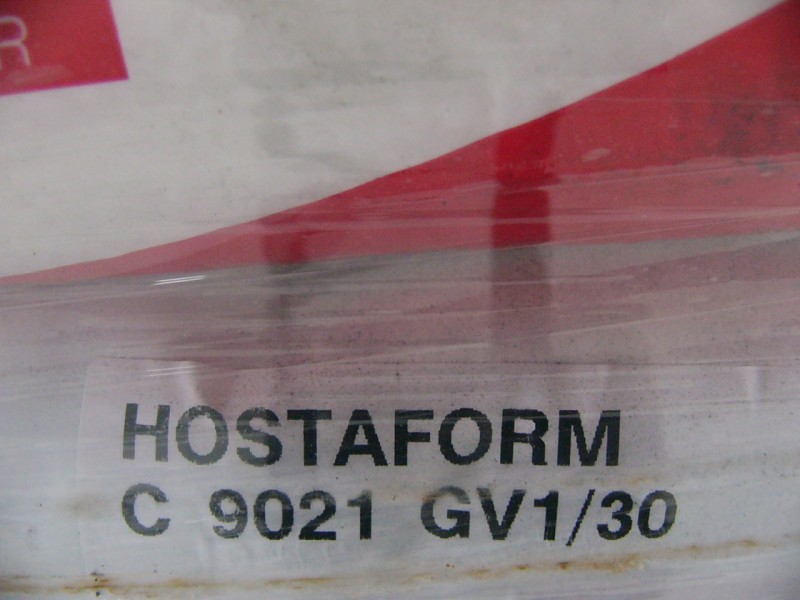 R
HOSTAFORM
C 9021 GV1/30